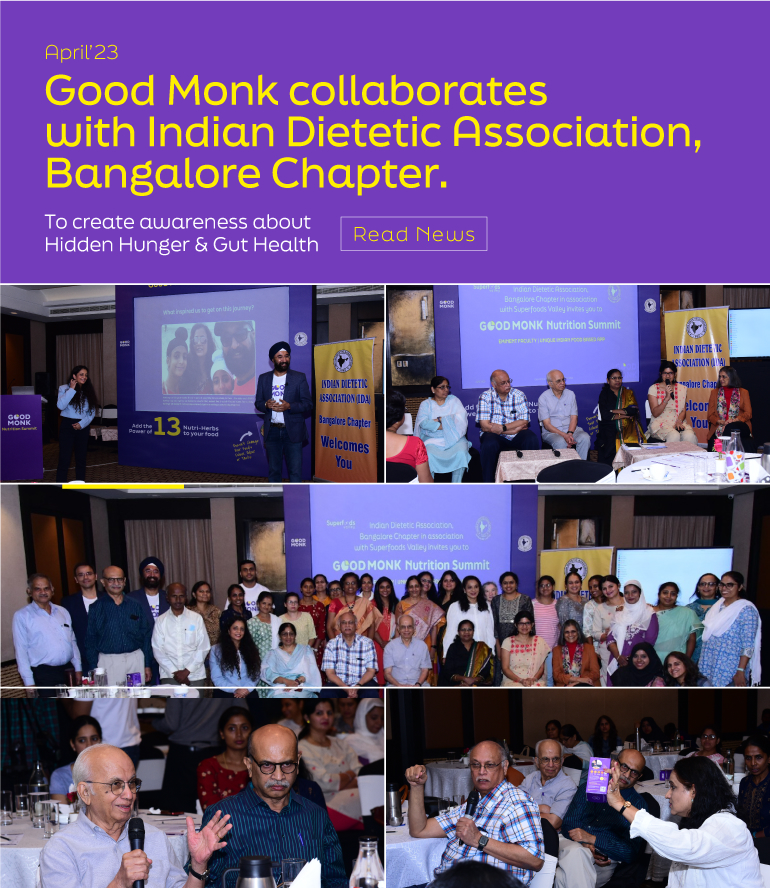 April'23
Good Monk collaborates
with Indian Dietetic Association,
Bangalore Chapter.
To create awareness about
Hidden Hunger & Gut Health
Read News
What inspired us to get on this journey?
GOOD
MONK
GOOD
MONK
Nutrition Summit
Add the
Power of 13 Nutri-Herbs
to your food
INDIAN DIETETIC
ASSOCIATION (IDA)
Bangalore Chapter
Welcomes
You
GOOD
MONK
Indian Dietetic Association,
Bangalore Chapter in association
with Superfoods Valley invites you to
GOOD MONK Nutrition Summit
INDIAN DIETETIC
ASSOCIATION (IDA)
Bangalore Chapter
GOOD
MONK
Indian Dietetic Association,
Bangalore Chapter in association
with Superfoods Valley invites you to
GOOD MONK Nutrition Summit